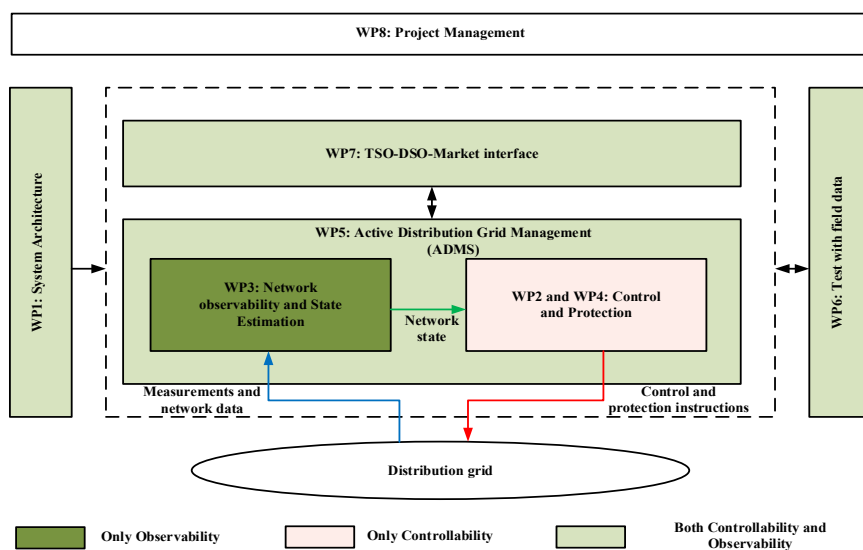 WP8: Project Management
WP1: System Architecture
WP7: TSO-DSO-Market interface
WP5: Active Distribution Grid Management
(ADMS)
WP3: Network
observability and State
Estimation
Network
state
WP2 and WP4: Control
and Protection
WP6: Test with field data
Measurements and
network data
Control and
protection instructions
Distribution grid
Only Observability
Only Controllability
Both Controllability and
Observability